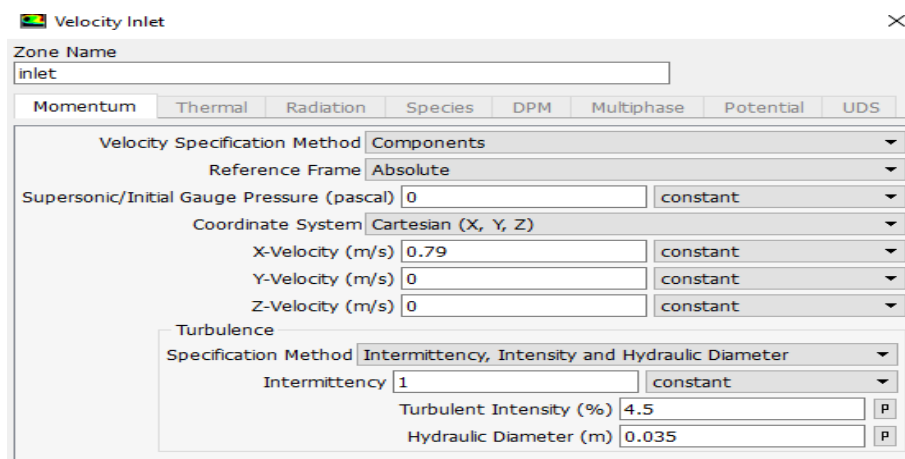 Velocity Inlet
Zone Name
inlet
Momentum Thermal Radiation Species DPM Multiphase Potential UDS
Velocity Specification Method Components
Reference Frame Absolute
Supersonic/Initial Gauge Pressure (pascal) 0 constant
Coordinate System Cartesian (X, Y, Z)
X-Velocity (m/s) 0.79 constant
Y-Velocity (m/s) 0 constant
Z-Velocity (m/s) 0 constant
Turbulence
Specification Method Intermittency, Intensity and Hydraulic Diameter
Intermittency 1 constant
Turbulent Intensity (%) 4.5 P
Hydraulic Diameter (m) 0.035 P